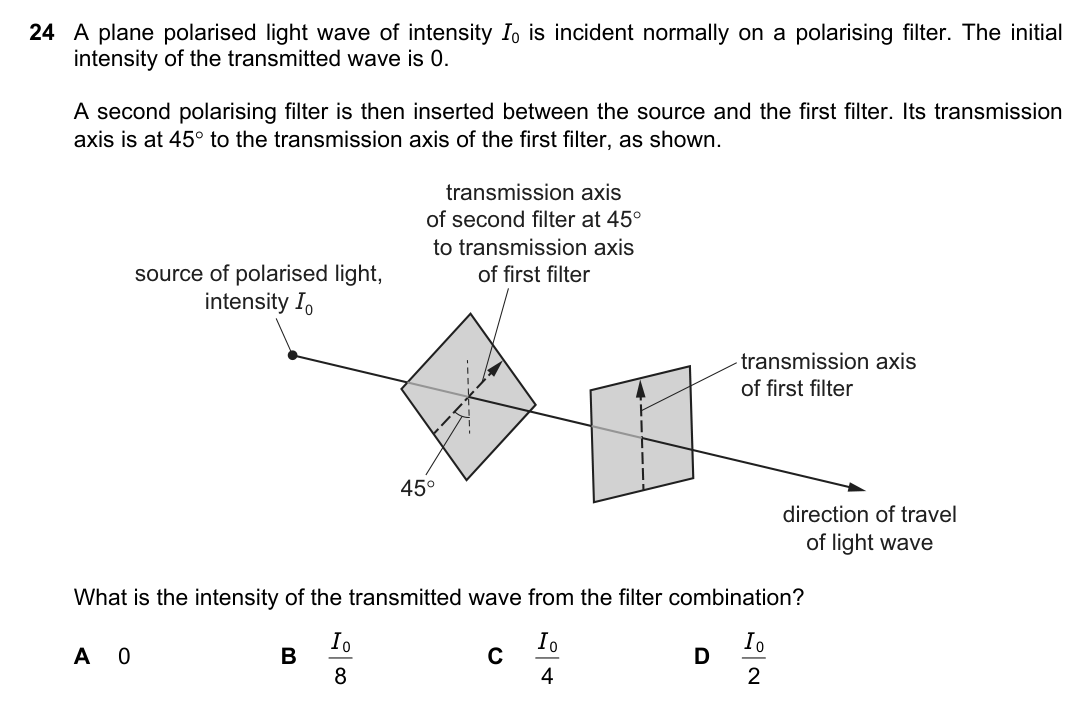 24 A plane polarised light wave of intensity I0 is incident normally on a polarising filter. The initial
intensity of the transmitted wave is 0.
A second polarising filter is then inserted between the source and the first filter. Its transmission
axis is at 45° to the transmission axis of the first filter, as shown.
transmission axis
of second filter at 45°
to transmission axis
of first filter
source of polarised light,
intensity I0
transmission axis
of first filter
45°
direction of travel
of light wave
What is the intensity of the transmitted wave from the filter combination?
A 0 B I0/8 C I0/4 D I0/2